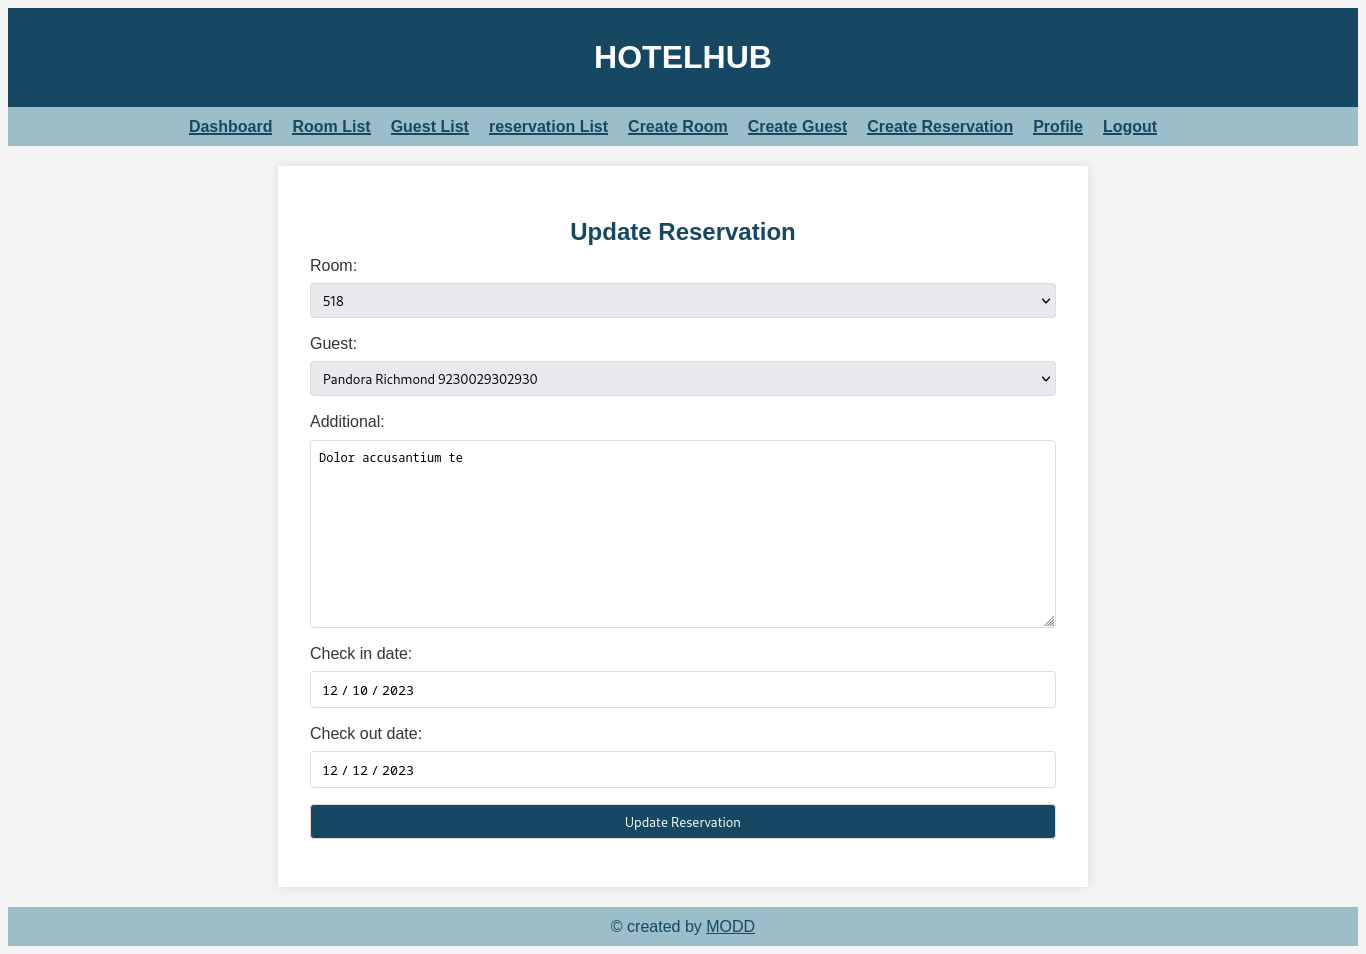 HOTELHUB
Dashboard Room List Guest List reservation List Create Room Create Guest Create Reservation Profile Logout
Update Reservation
Room:
518
Guest:
Pandora Richmond 9230029302930
Additional:
Dolor accusantium te
Check in date:
12 / 10 / 2023
Check out date:
12 / 12 / 2023
Update Reservation
© created by MODD